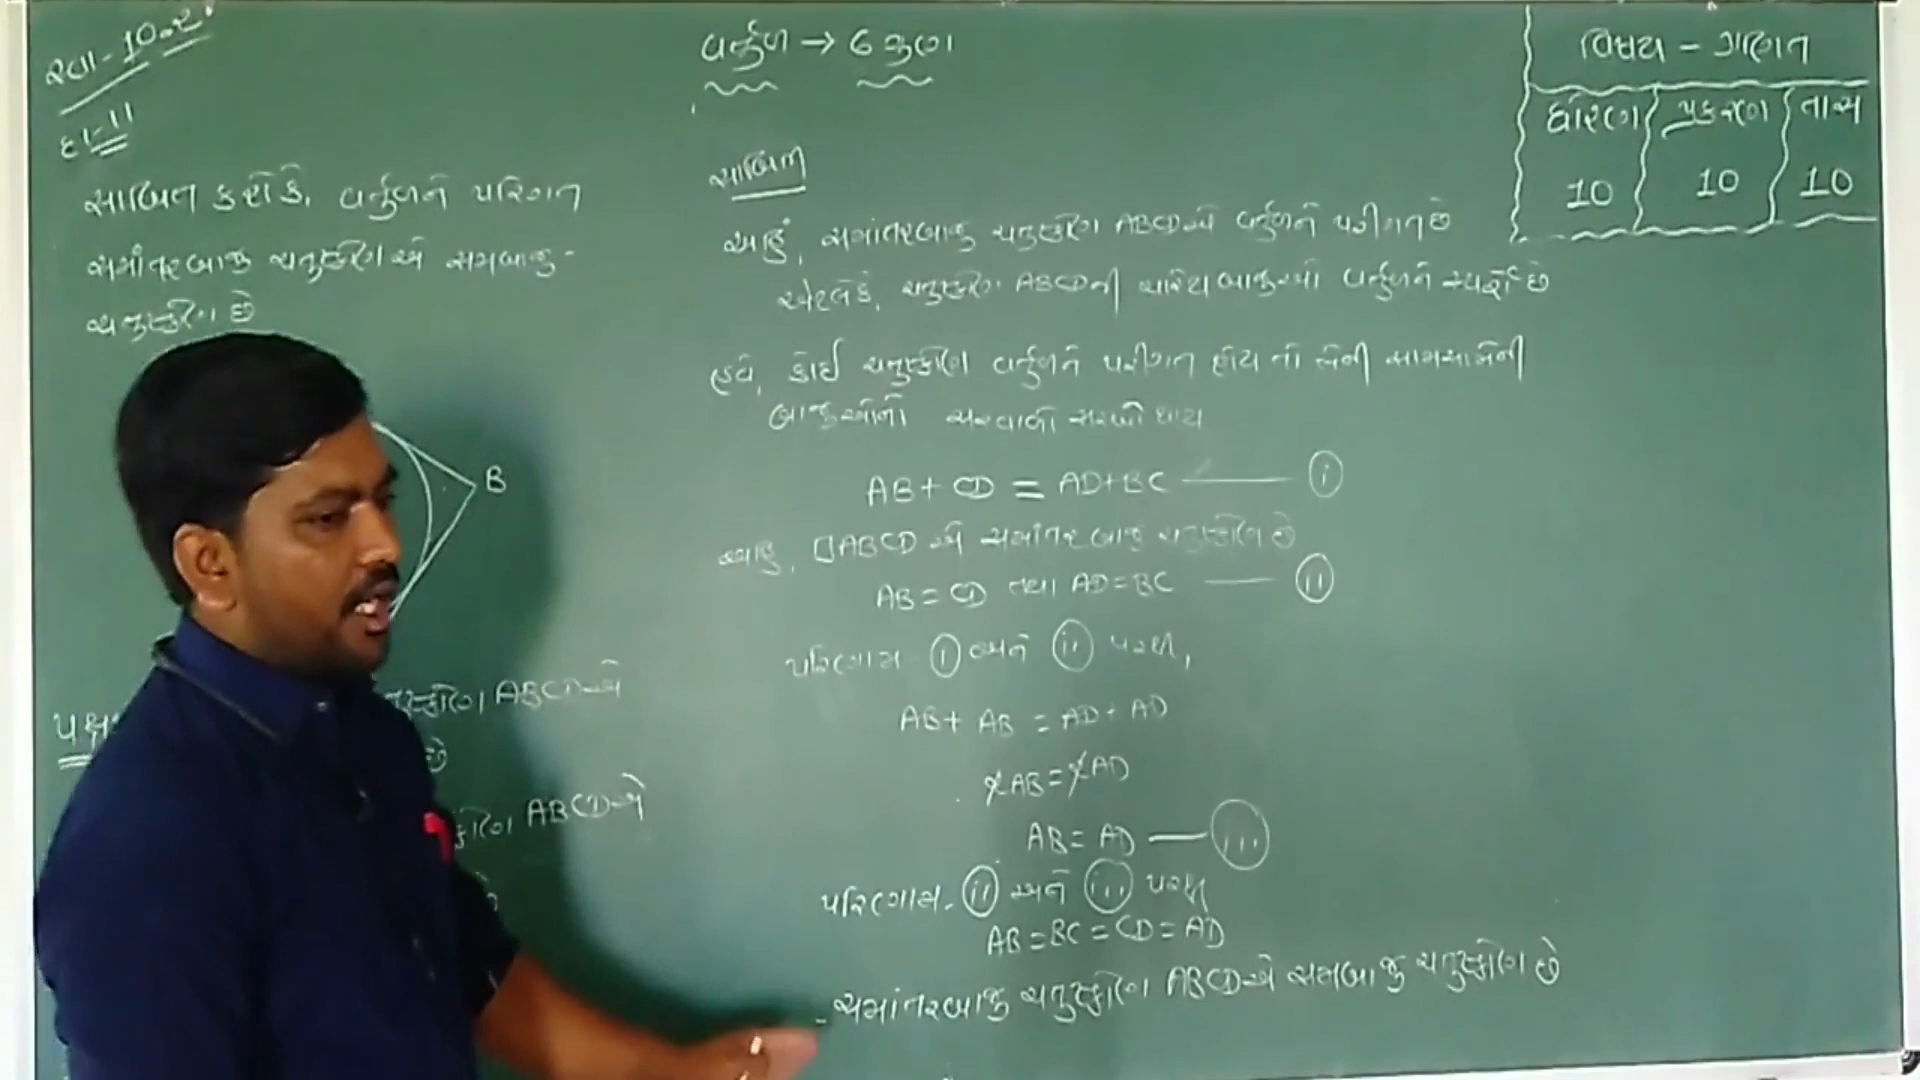 સ્વા-10.2
દા-11
સાબિત કરો કે, વર્તુળને પરિગત
સમાંતરબાજુ ચતુષ્કોણ એ સમબાજુ-
ચતુષ્કોણ છે
B
પક્ષ
ABCD એ
છે
ABCD એ
વર્તુળ →
વિષય - ગણિત
ધોરણ પ્રકરણ તાસ
10 10 10
સાબિતી
અહીં, સમાંતરબાજુ ચતુષ્કોણ ABCD એ વર્તુળને પરીગત છે
એટલેકે, ચતુષ્કોણ ABCD ની ચારેય બાજુઓ વર્તુળને સ્પર્શે છે
હવે, કોઈ ચતુષ્કોણ વર્તુળને પરીગત હોય તો તેની સામસામેની
બાજુઓનો સરવાળો સરખો થાય
AB + CD = AD + BC —— i
અહીં, □ABCD એ સમાંતરબાજુ ચતુષ્કોણ છે
AB = CD તથા AD = BC —— ii
પરિણામ i અને ii પરથી,
AB + AB = AD + AD
2AB = 2AD
AB = AD — iii
પરિણામ - ii અને iii પરથી
AB = BC = CD = AD
સમાંતરબાજુ ચતુષ્કોણ ABCD એ સમબાજુ ચતુષ્કોણ છે